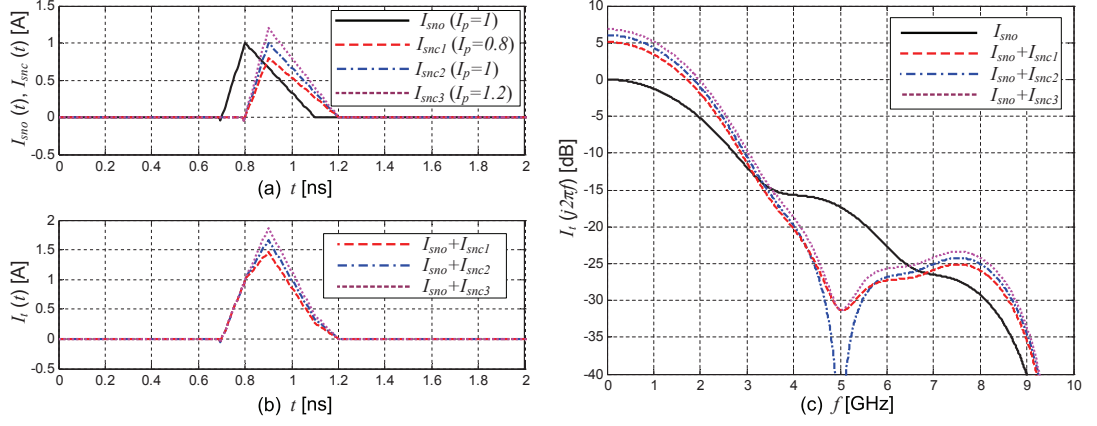 I_sno (t), I_snc (t) [A]
1.5
1
0.5
0
0.5
0 0.2 0.4 0.6 0.8 1 1.2 1.4 1.6 1.8 2
I_sno (I_p=1)
I_snc1 (I_p=0.8)
I_snc2 (I_p=1)
I_snc3 (I_p=1.2)
(a) t [ns]
I_t (t) [A]
2
1.5
1
0.5
0
-0.5
0 0.2 0.4 0.6 0.8 1 1.2 1.4 1.6 1.8 2
I_sno+I_snc1
I_sno+I_snc2
I_sno+I_snc3
(b) t [ns]
I_t (j2πf) [dB]
10
5
0
-5
-10
-15
-20
-25
-30
-35
-40
0 1 2 3 4 5 6 7 8 9 10
I_sno
I_sno+I_snc1
I_sno+I_snc2
I_sno+I_snc3
(c) f [GHz]